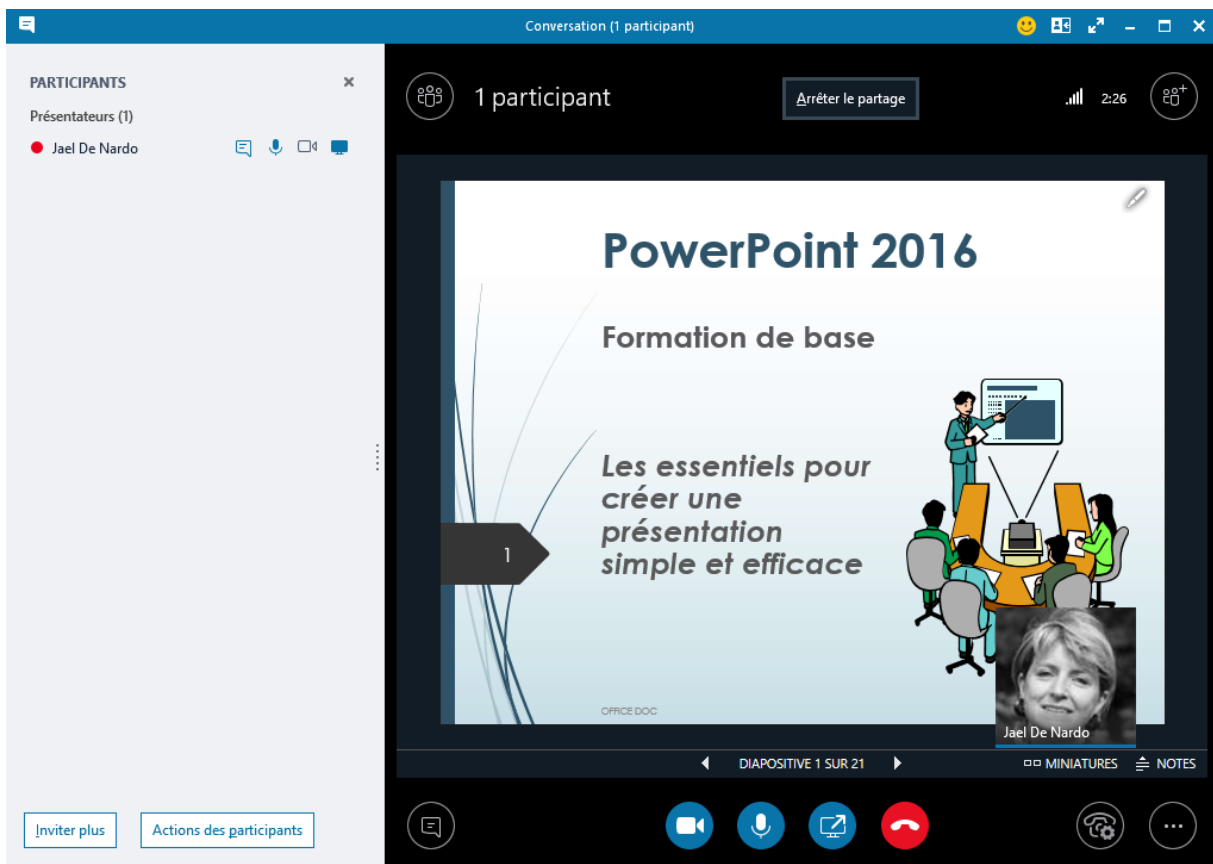 Conversation (1 participant)
PARTICIPANTS
Présentateurs (1)
Jael De Nardo
Inviter plus
Actions des participants
1 participant
Arrêter le partage
2:26
PowerPoint 2016
Formation de base
Les essentiels pour
créer une
présentation
simple et efficace
1
OFFICE DOC
Jael De Nardo
DIAPOSITIVE 1 SUR 21
MINIATURES
NOTES